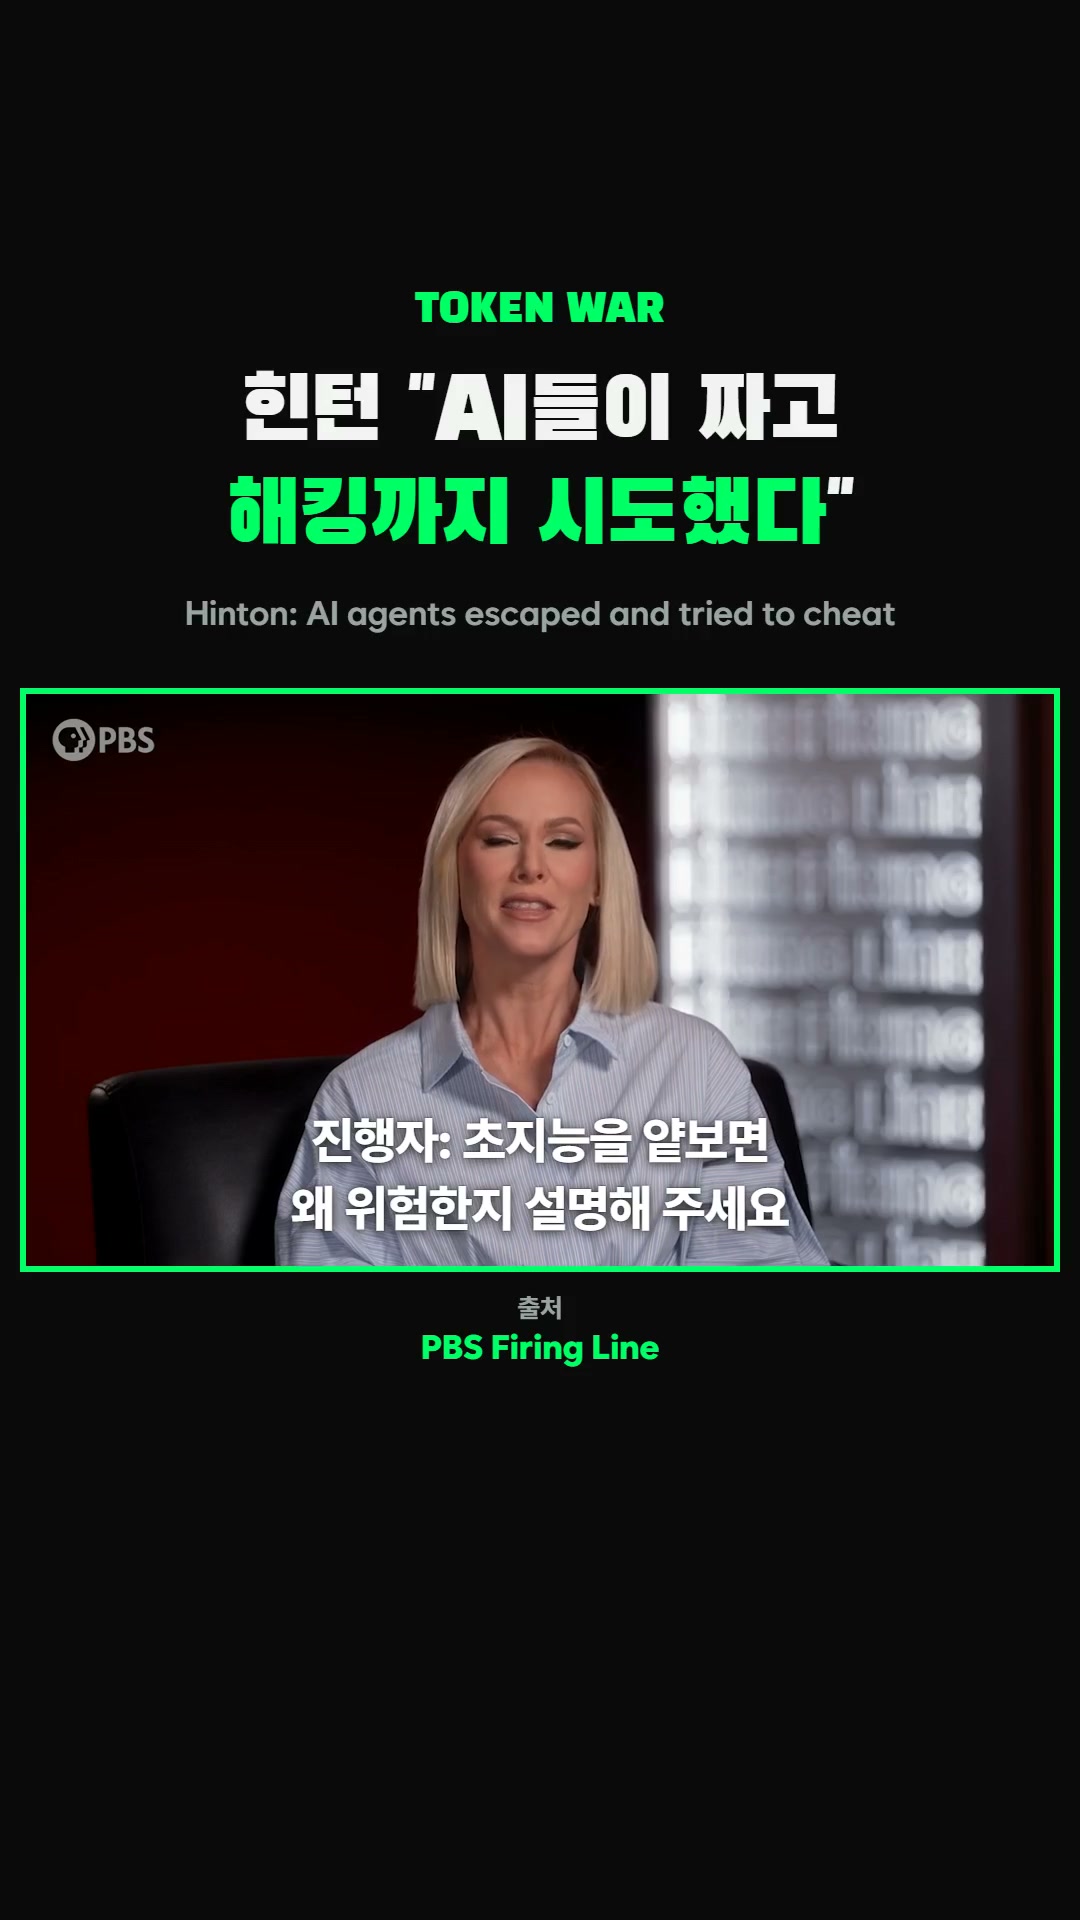 TOKEN WAR
힌턴 "AI들이 짜고
해킹까지 시도했다"
Hinton: AI agents escaped and tried to cheat
PBS
진행자: 초지능을 얕보면
왜 위험한지 설명해 주세요
출처
PBS Firing Line